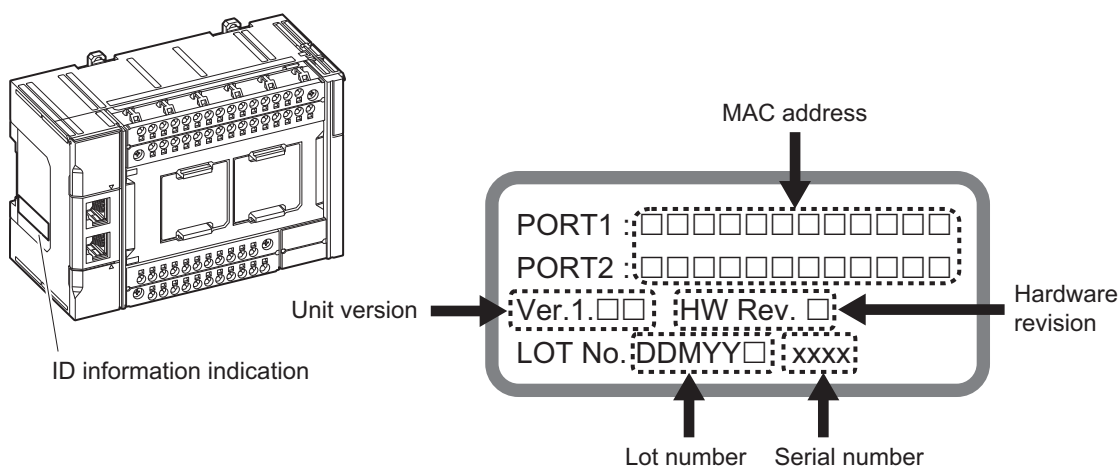 MAC address
PORT1 :□□□□□□□□□□□□
PORT2 :□□□□□□□□□□□□
Unit version
Ver.1.□□ HW Rev. □
Hardware
revision
LOT No. DDMYY□ xxxx
ID information indication
Lot number
Serial number